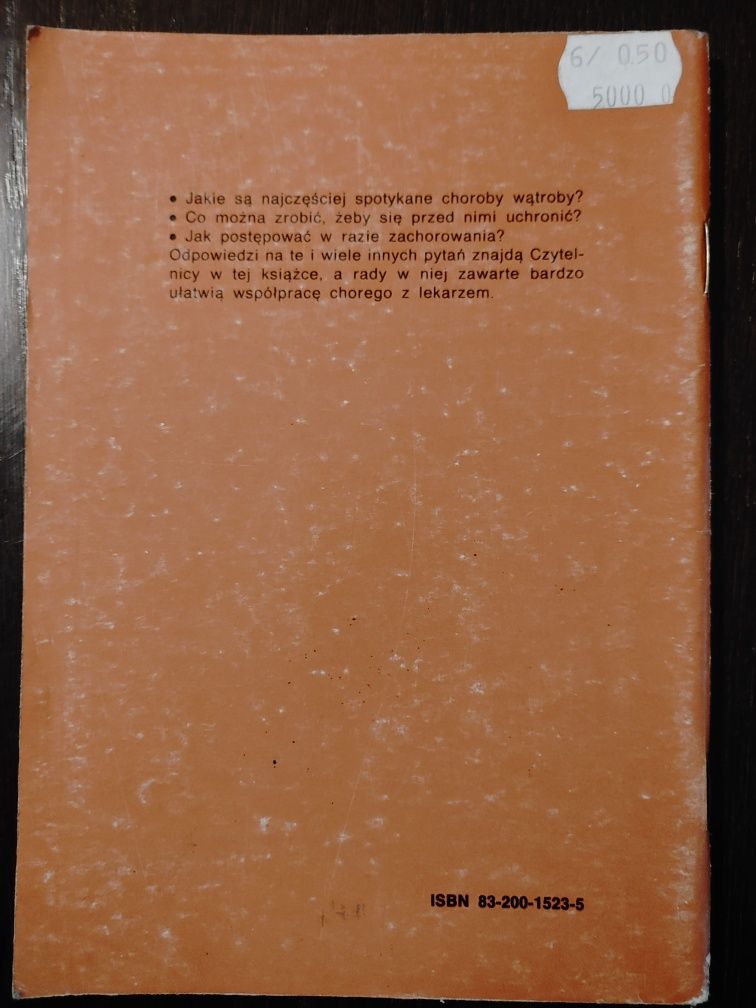 6/ 0.50
5000 0
• Jakie są najczęściej spotykane choroby wątroby?
• Co można zrobić, żeby się przed nimi uchronić?
• Jak postępować w razie zachorowania?
Odpowiedzi na te i wiele innych pytań znajdą Czytel-
nicy w tej książce, a rady w niej zawarte bardzo
ułatwią współpracę chorego z lekarzem.
ISBN 83-200-1523-5